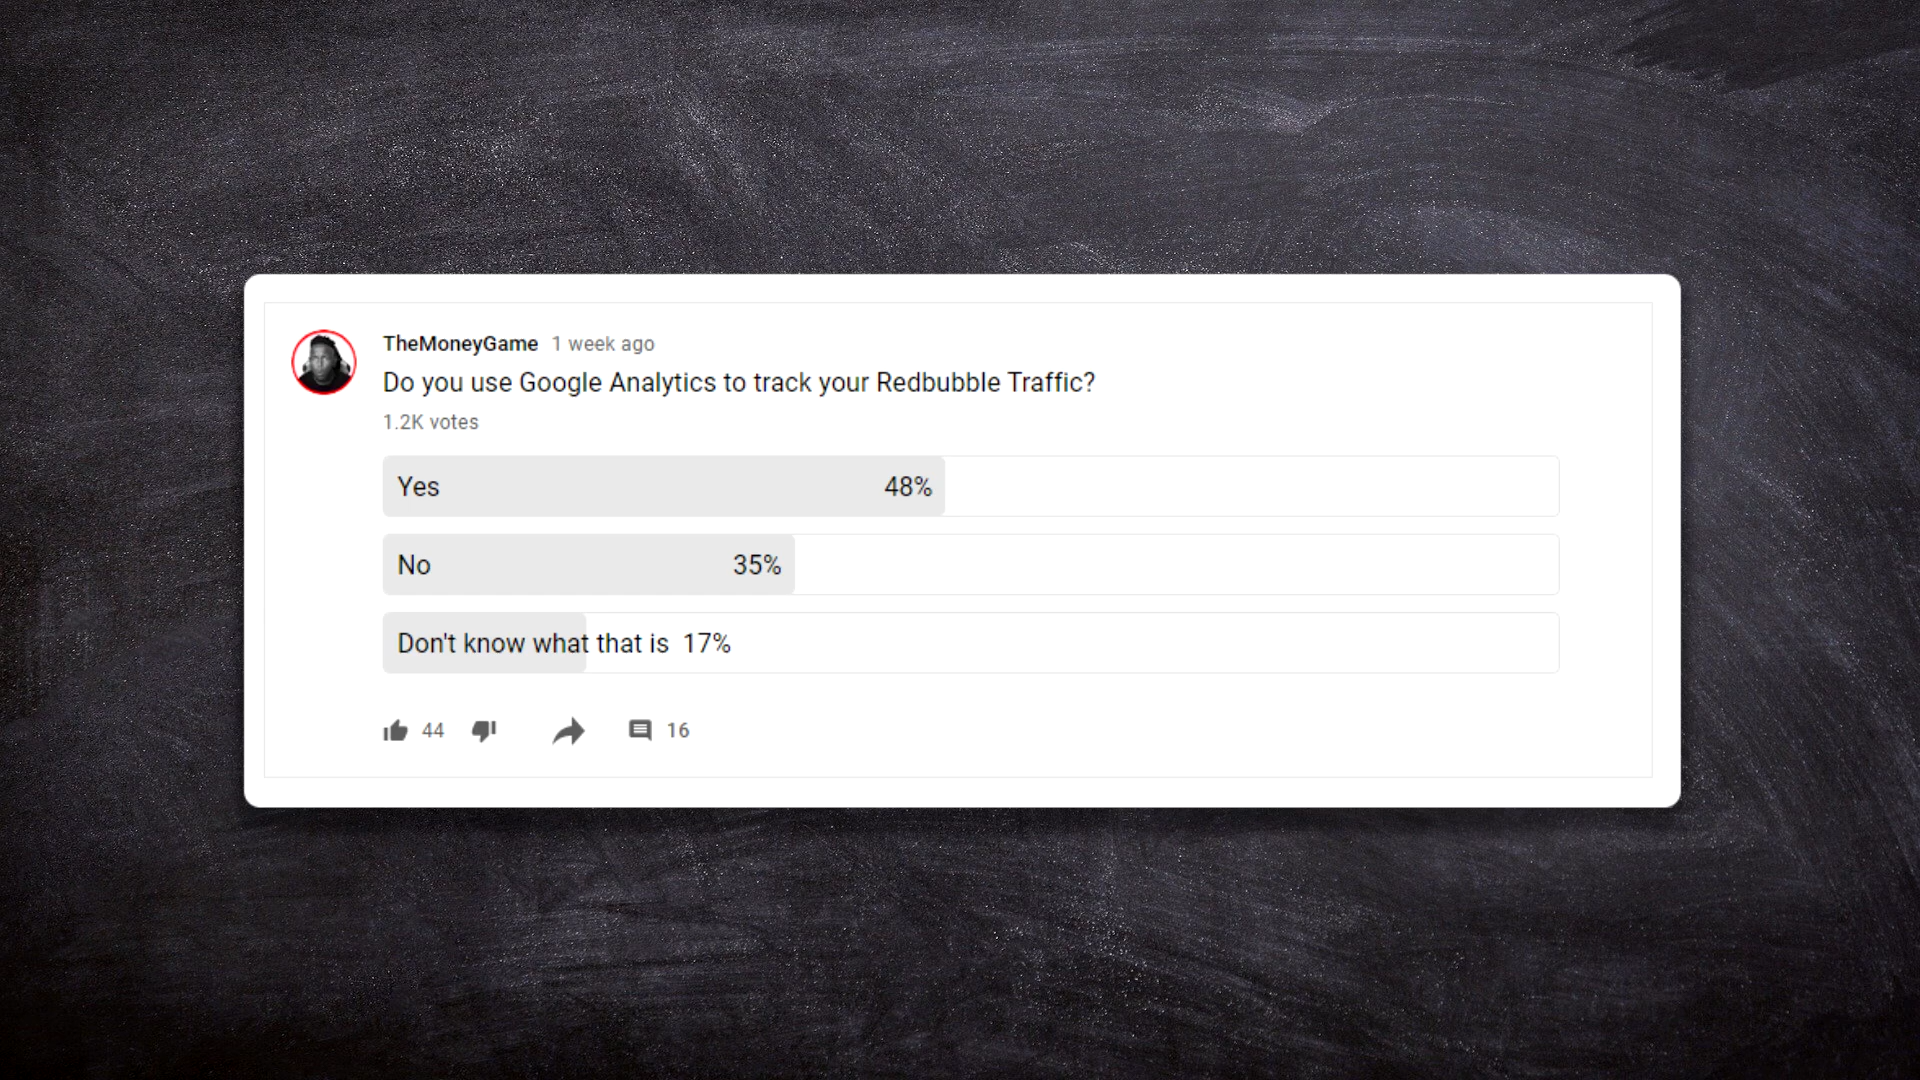 TheMoneyGame 1 week ago
Do you use Google Analytics to track your Redbubble Traffic?
1.2K votes
Yes 48%
No 35%
Don't know what that is 17%
44 16